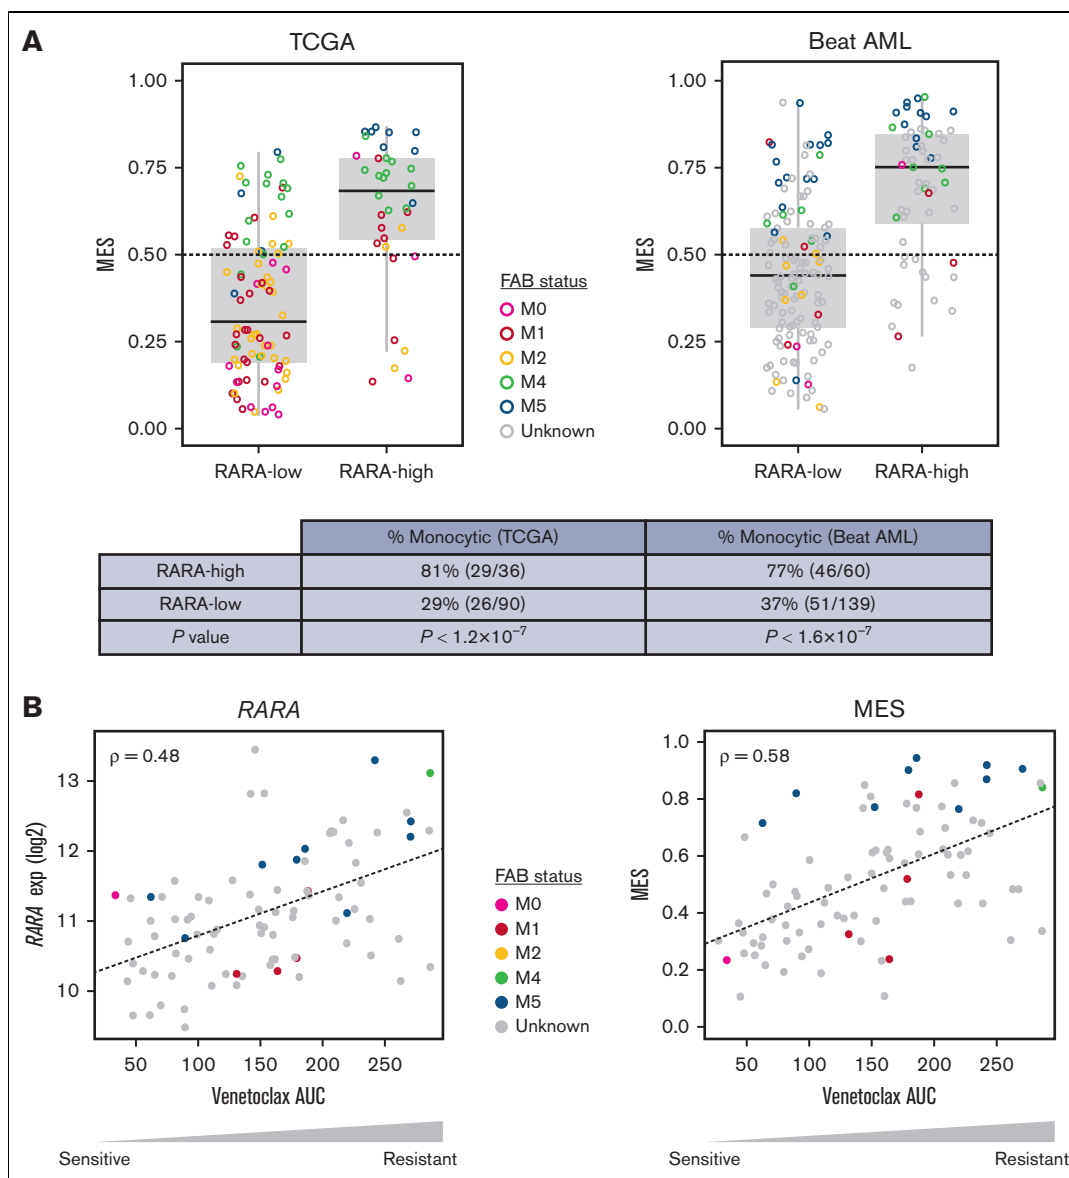 A
TCGA
Beat AML
1.00
0.75
0.50
0.25
0.00
MES
RARA-low
RARA-high
FAB status
M0
M1
M2
M4
M5
Unknown
1.00
0.75
0.50
0.25
0.00
MES
RARA-low
RARA-high
% Monocytic (TCGA)
% Monocytic (Beat AML)
RARA-high
81% (29/36)
77% (46/60)
RARA-low
29% (26/90)
37% (51/139)
P value
P < 1.2×10⁻⁷
P < 1.6×10⁻⁷
B
RARA
MES
ρ = 0.48
13
12
11
10
RARA exp (log2)
50
100
150
200
250
Venetoclax AUC
Sensitive
Resistant
FAB status
M0
M1
M2
M4
M5
Unknown
ρ = 0.58
1.0
0.8
0.6
0.4
0.2
0.0
MES
50
100
150
200
250
Venetoclax AUC
Sensitive
Resistant